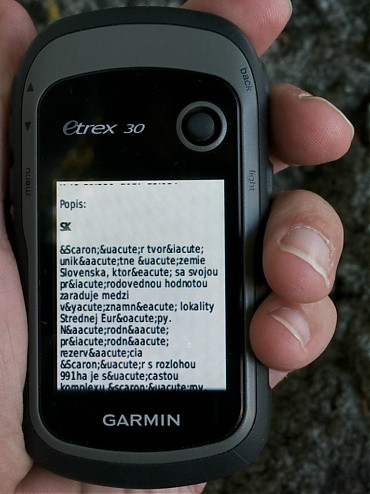 back
etrex 30
menu
light
Popis:
SK
&Scaron;&uacute;r tvor&iacute;
unik&aacute;tne &uacute;zemie
Slovenska, ktor&eacute; sa svojou
pr&iacute;rodovednou hodnotou
zaraduje medzi
v&yacute;znamn&eacute; lokality
Strednej Eur&oacute;py.
N&aacute;rodn&aacute;
pr&iacute;rodn&aacute;
rezerv&aacute;cia
&Scaron;&uacute;r s rozlohou
991ha je s&uacute;castou
komplexu &scaron;&uacute;my,
GARMIN